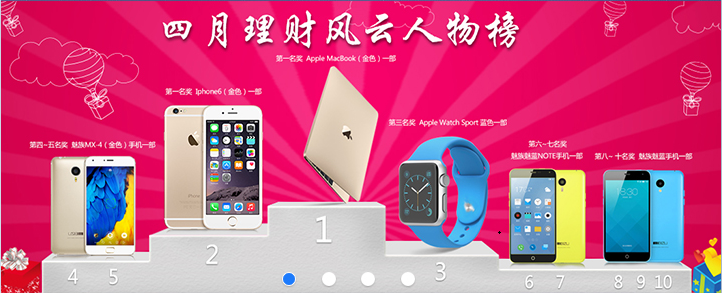 四月理财风云人物榜
第一名奖 Apple MacBook（金色）一部
第一名奖 Iphone6（金色）一部
第三名奖 Apple Watch Sport 蓝色一部
第四~五名奖 魅族MX-4（金色）手机一部
第六~七名奖
魅族魅蓝NOTE手机一部
第八~十名奖 魅族魅蓝手机一部
1
2
3
4 5
6 7
8 9 10